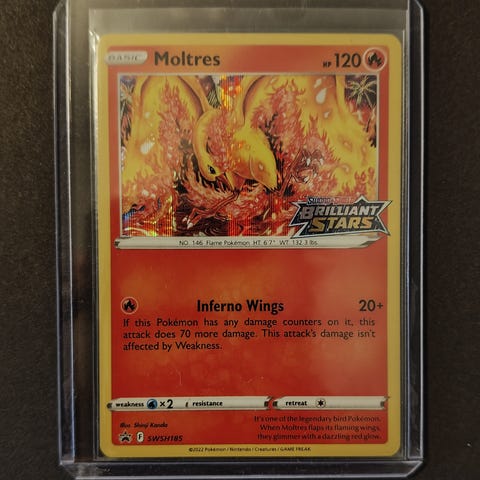 BASIC Moltres HP 120
BRILLIANT
STARS
NO. 146 Flame Pokémon HT: 6'7" WT: 132.3 lbs.
Inferno Wings 20+
If this Pokémon has any damage counters on it, this
attack does 70 more damage. This attack's damage isn't
affected by Weakness.
weakness ×2 resistance retreat
Illus. Shinji Kanda
It's one of the legendary bird Pokémon.
When Moltres flaps its flaming wings,
they glimmer with a dazzling red glow.
F SWSH185
©2022 Pokémon / Nintendo / Creatures / GAME FREAK